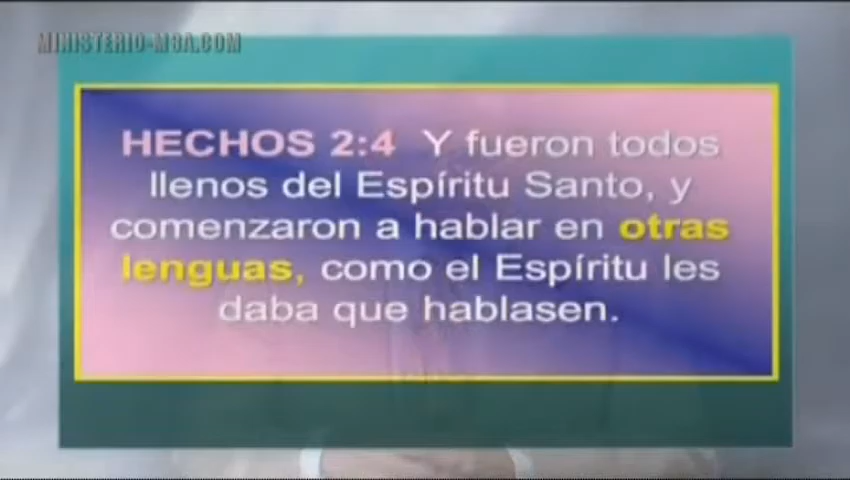 MINISTERIO-M3A.COM
HECHOS 2:4 Y fueron todos
llenos del Espíritu Santo, y
comenzaron a hablar en otras
lenguas, como el Espíritu les
daba que hablasen.